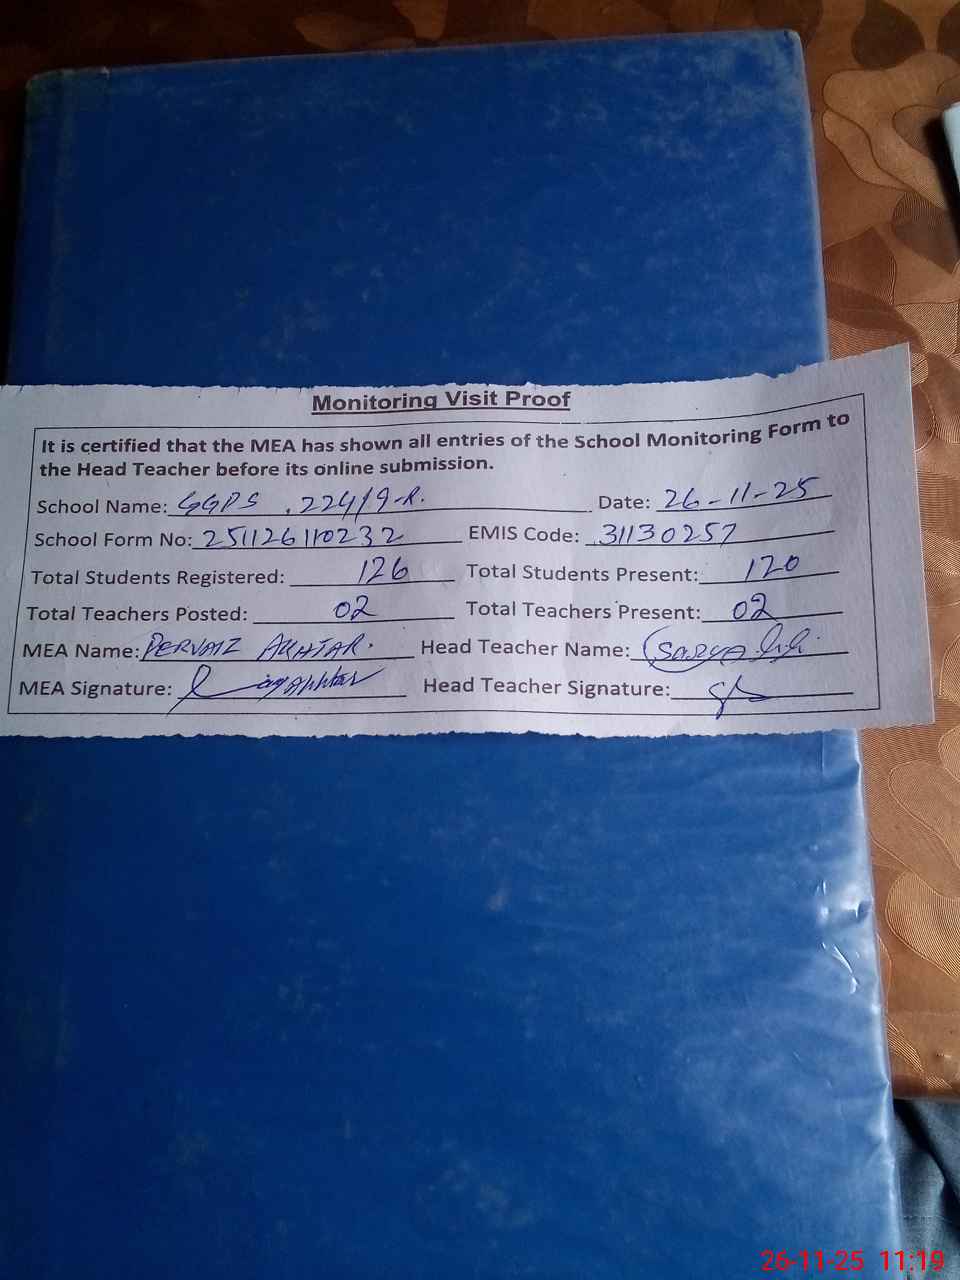 Monitoring Visit Proof
It is certified that the MEA has shown all entries of the School Monitoring Form to
the Head Teacher before its online submission.
School Name: GGPS . 224/9-R. Date: 26-11-25
School Form No: 251126110232 EMIS Code: 31130257
Total Students Registered: 126 Total Students Present: 120
Total Teachers Posted: 02 Total Teachers Present: 02
MEA Name: PERVAIZ AKHTAR. Head Teacher Name:
MEA Signature: Head Teacher Signature:
26-11-25 11:19